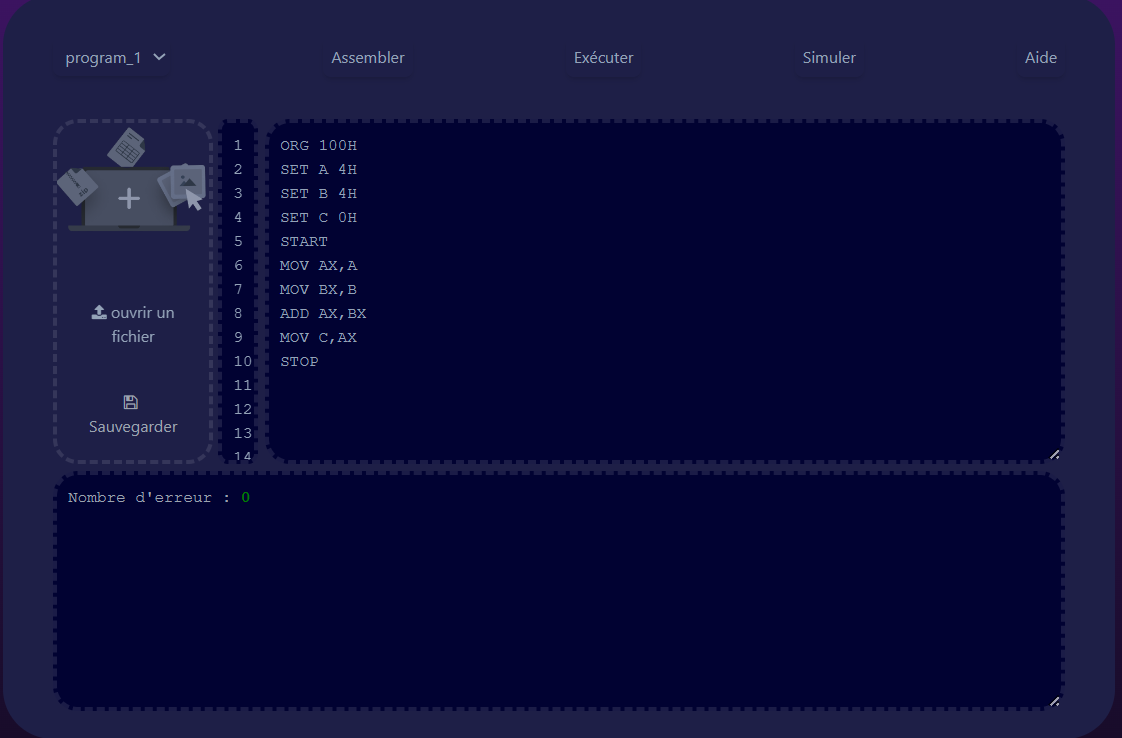 program_1
Assembler
Exécuter
Simuler
Aide
ouvrir un
fichier
Sauvegarder
1 ORG 100H
2 SET A 4H
3 SET B 4H
4 SET C 0H
5 START
6 MOV AX,A
7 MOV BX,B
8 ADD AX,BX
9 MOV C,AX
10 STOP
11
12
13
14
Nombre d'erreur : 0